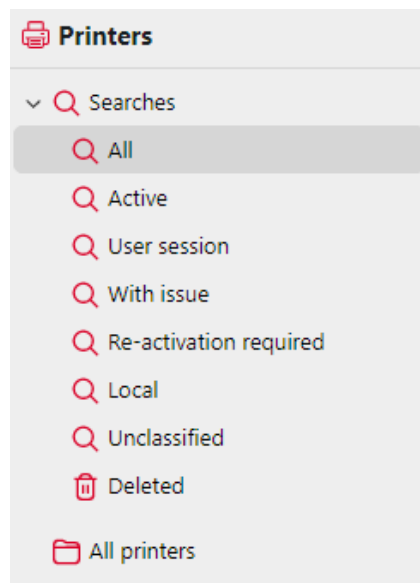 Printers
Searches
All
Active
User session
With issue
Re-activation required
Local
Unclassified
Deleted
All printers